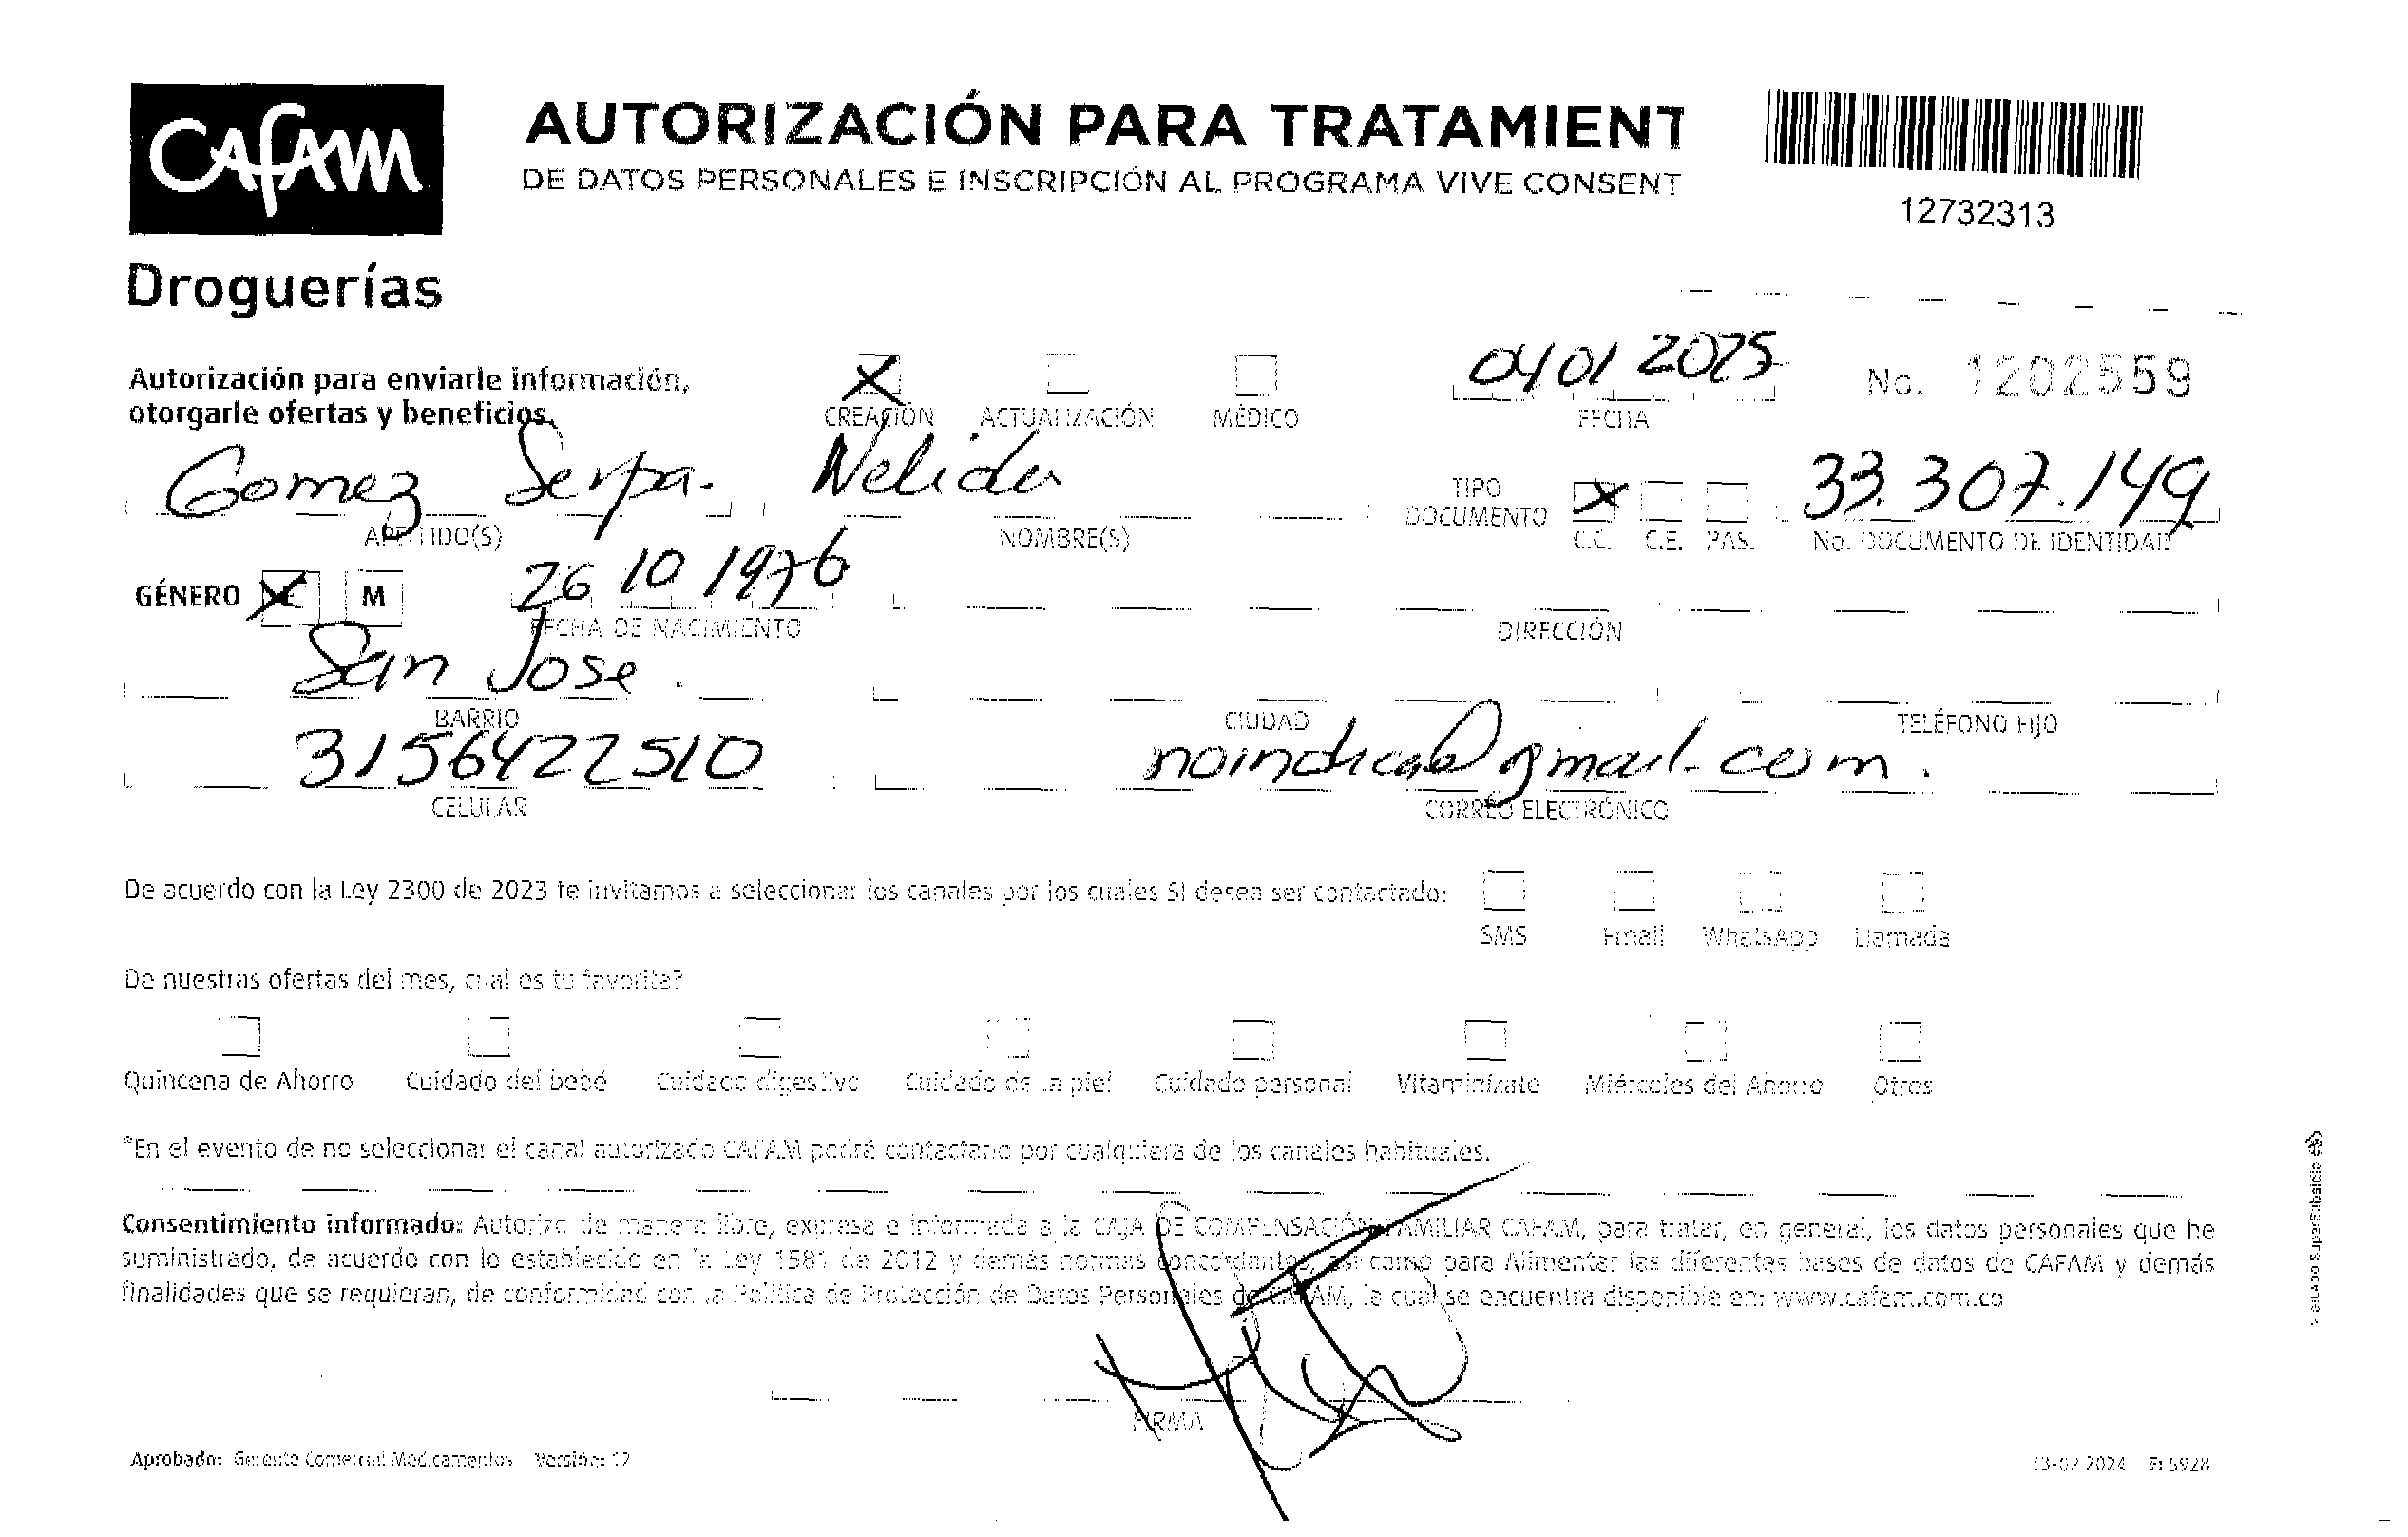 CAFAM
Droguerías
AUTORIZACIÓN PARA TRATAMIENT
DE DATOS PERSONALES E INSCRIPCIÓN AL PROGRAMA VIVE CONSENT
12732313
Autorización para enviarle información,
otorgarle ofertas y beneficios.
X
CREACIÓN ACTUALIZACIÓN MÉDICO
04 01 2025
FECHA
No. 1202559
Gomez Serpa. Nelida
APELLIDO(S) NOMBRE(S)
TIPO
DOCUMENTO
X
C.C. C.E. PAS.
33.307.149
No. DOCUMENTO DE IDENTIDAD
GÉNERO X M
26 10 1976
FECHA DE NACIMIENTO DIRECCIÓN
San Jose.
BARRIO CIUDAD TELÉFONO FIJO
3156422510 noindica@gmail.com.
CELULAR CORREO ELECTRÓNICO
De acuerdo con la Ley 2300 de 2023 te invitamos a seleccionar los canales por los cuales SI desea ser contactado:
SMS Email WhatsApp Llamada
De nuestras ofertas del mes, cual es tu favorita?
Quincena de Ahorro Cuidado del bebé Cuidado digestivo Cuidado de la piel Cuidado personal Vitaminízate Miércoles del Ahorro Otros
*En el evento de no seleccionar el canal autorizado CAFAM podrá contactarlo por cualquiera de los canales habituales.
Consentimiento informado: Autorizo de manera libre, expresa e informada a la CAJA DE COMPENSACIÓN FAMILIAR CAFAM, para tratar, en general, los datos personales que he
suministrado, de acuerdo con lo establecido en la Ley 1581 de 2012 y demás normas concordantes, así como para Alimentar las diferentes bases de datos de CAFAM y demás
finalidades que se requieran, de conformidad con la Política de Protección de Datos Personales de CAFAM, la cual se encuentra disponible en: www.cafam.com.co
FIRMA
Aprobado: Gerente Comercial Medicamentos Versión: 12
13-02 2024 F: 5928
VIGILADO SuperSubsidio